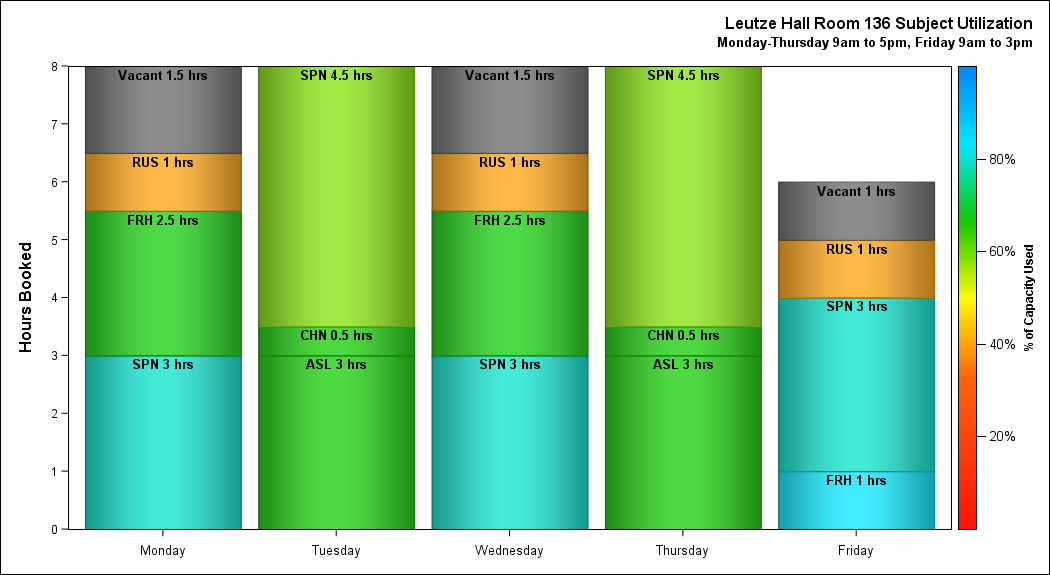 Leutze Hall Room 136 Subject Utilization
Monday-Thursday 9am to 5pm, Friday 9am to 3pm
Hours Booked
8
7
6
5
4
3
2
1
0
Vacant 1.5 hrs
RUS 1 hrs
FRH 2.5 hrs
SPN 3 hrs
Monday
SPN 4.5 hrs
CHN 0.5 hrs
ASL 3 hrs
Tuesday
Vacant 1.5 hrs
RUS 1 hrs
FRH 2.5 hrs
SPN 3 hrs
Wednesday
SPN 4.5 hrs
CHN 0.5 hrs
ASL 3 hrs
Thursday
Vacant 1 hrs
RUS 1 hrs
SPN 3 hrs
FRH 1 hrs
Friday
80%
60%
40%
20%
% of Capacity Used